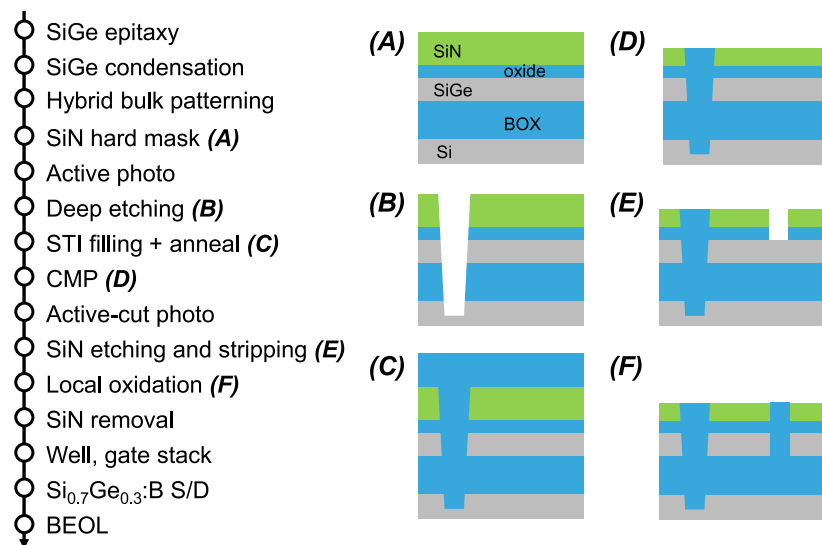 SiGe epitaxy
SiGe condensation
Hybrid bulk patterning
SiN hard mask (A)
Active photo
Deep etching (B)
STI filling + anneal (C)
CMP (D)
Active-cut photo
SiN etching and stripping (E)
Local oxidation (F)
SiN removal
Well, gate stack
Si₀.₇Ge₀.₃:B S/D
BEOL
(A)
SiN
oxide
SiGe
BOX
Si
(B)
(C)
(D)
(E)
(F)